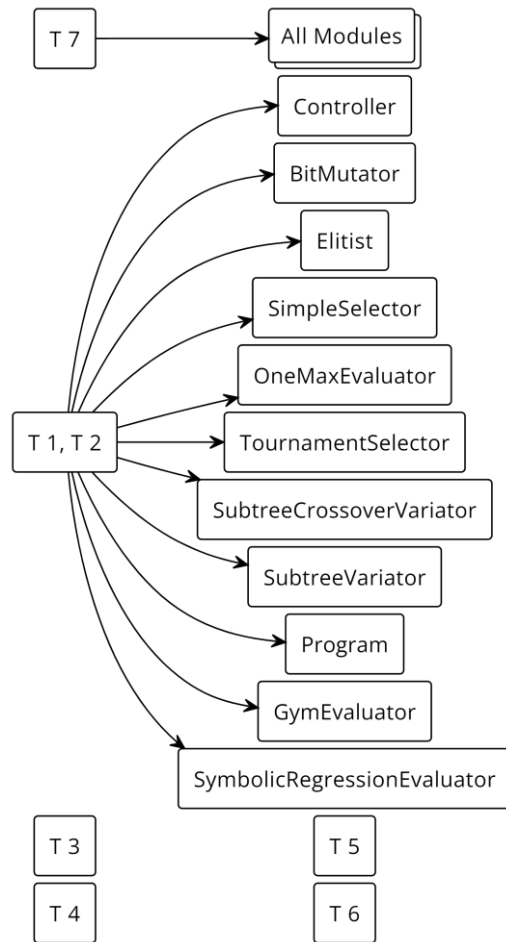 T 7
All Modules
Controller
BitMutator
Elitist
SimpleSelector
OneMaxEvaluator
T 1, T 2
TournamentSelector
SubtreeCrossoverVariator
SubtreeVariator
Program
GymEvaluator
SymbolicRegressionEvaluator
T 3
T 5
T 4
T 6